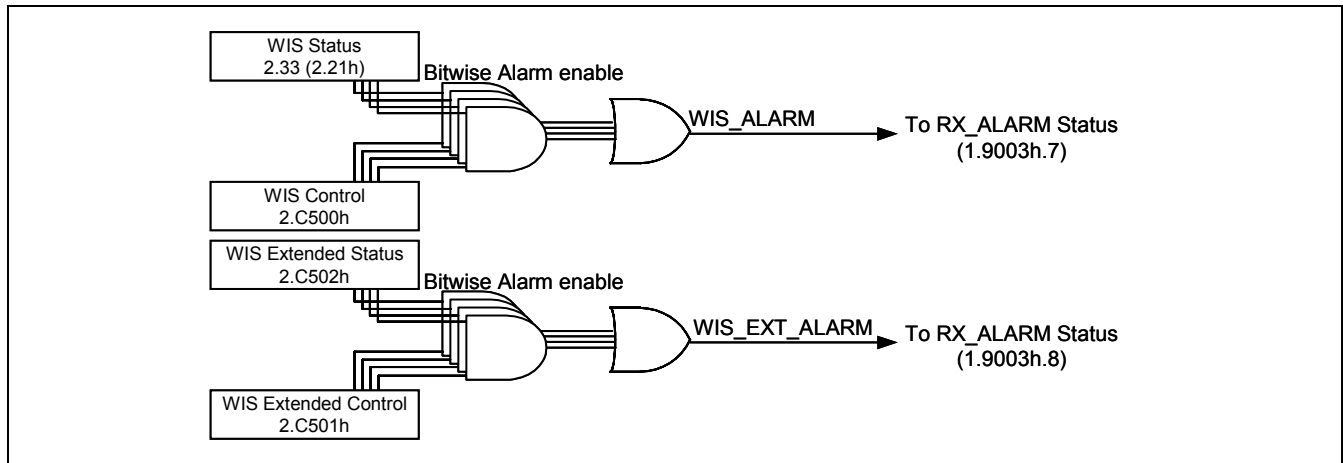 WIS Status
2.33 (2.21h)
Bitwise Alarm enable
WIS_ALARM
To RX_ALARM Status
(1.9003h.7)
WIS Control
2.C500h
WIS Extended Status
2.C502h
Bitwise Alarm enable
WIS_EXT_ALARM
To RX_ALARM Status
(1.9003h.8)
WIS Extended Control
2.C501h